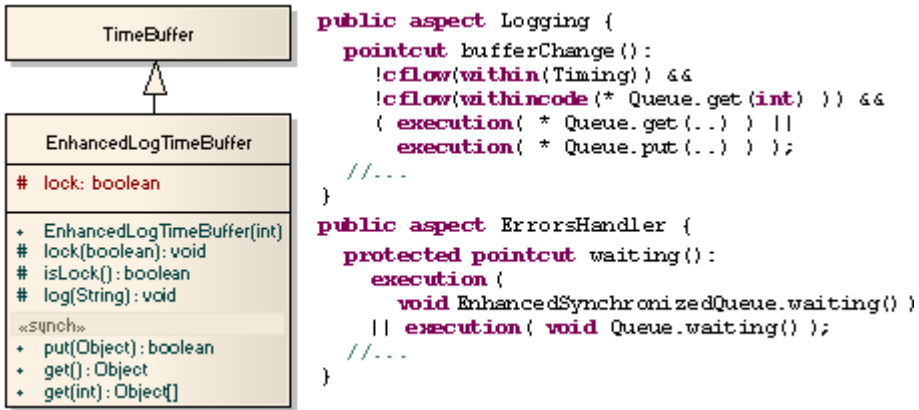 TimeBuffer
EnhancedLogTimeBuffer
# lock: boolean
+ EnhancedLogTimeBuffer(int)
# lock(boolean): void
# isLock(): boolean
# log(String): void
«synch»
+ put(Object): boolean
+ get(): Object
+ get(int): Object[]
public aspect Logging {
pointcut bufferChange():
!cflow(within(Timing)) &&
!cflow(withincode(* Queue.get(int) )) &&
( execution( * Queue.get(..) ) ||
execution( * Queue.put(..) ) );
//...
}
public aspect ErrorsHandler {
protected pointcut waiting():
execution (
void EnhancedSynchronizedQueue.waiting() )
|| execution( void Queue.waiting() );
//...
}